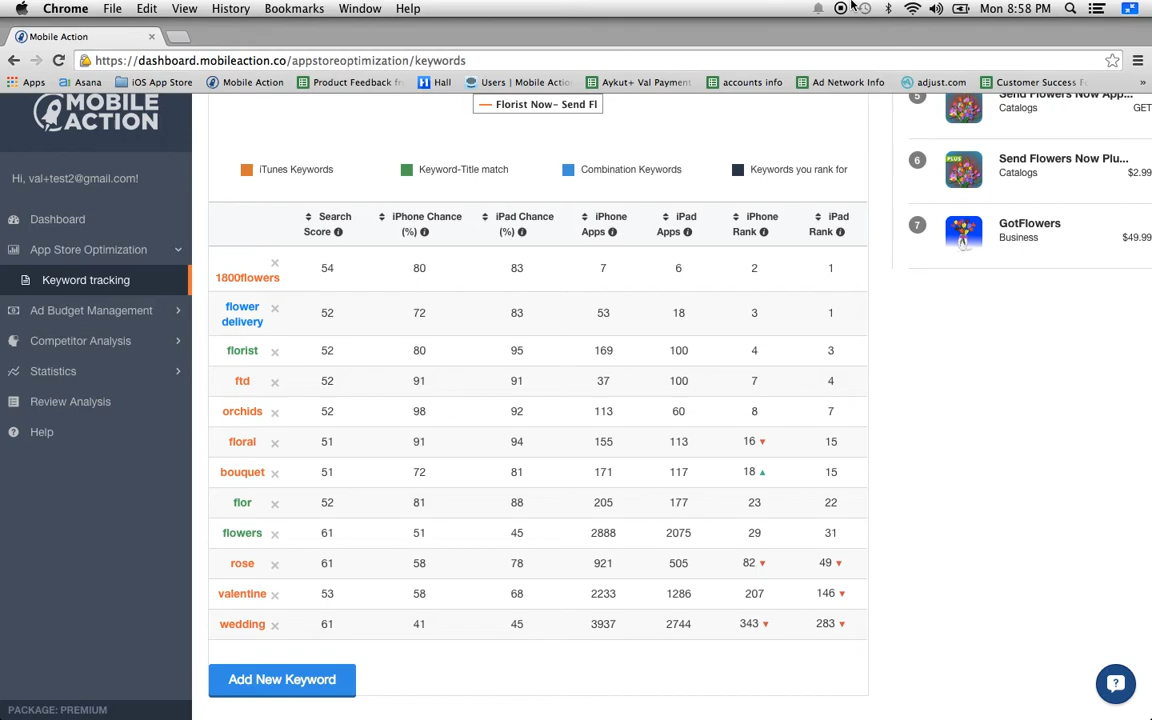 Chrome File Edit View History Bookmarks Window Help Mon 8:58 PM
Mobile Action
https://dashboard.mobileaction.co/appstoreoptimization/keywords
Apps Asana iOS App Store Mobile Action Product Feedback fr Hall Users | Mobile Actio Aykut+ Val Payment accounts info Ad Network Info adjust.com Customer Success F »
MOBILE
ACTION
Hi, val+test2@gmail.com!
Dashboard
App Store Optimization
Keyword tracking
Ad Budget Management
Competitor Analysis
Statistics
Review Analysis
Help
PACKAGE: PREMIUM
Florist Now- Send Fl
iTunes Keywords Keyword-Title match Combination Keywords Keywords you rank for
Search Score iPhone Chance (%) iPad Chance (%) iPhone Apps iPad Apps iPhone Rank iPad Rank
1800flowers 54 80 83 7 6 2 1
flower delivery 52 72 83 53 18 3 1
florist 52 80 95 169 100 4 3
ftd 52 91 91 37 100 7 4
orchids 52 98 92 113 60 8 7
floral 51 91 94 155 113 16 15
bouquet 51 72 81 171 117 18 15
flor 52 81 88 205 177 23 22
flowers 61 51 45 2888 2075 29 31
rose 61 58 78 921 505 82 49
valentine 53 58 68 2233 1286 207 146
wedding 61 41 45 3937 2744 343 283
Add New Keyword
5 Send Flowers Now App...
Catalogs GET
6 Send Flowers Now Plu...
Catalogs $2.99
PLUS
7 GotFlowers
Business $49.99